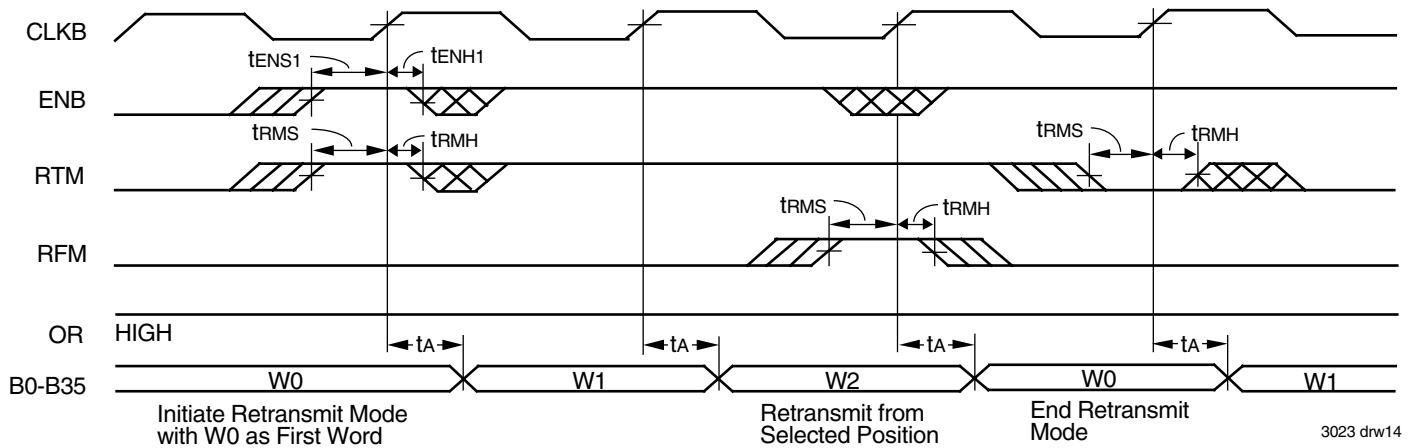 CLKB
tENS1 tENH1
ENB
tRMS tRMH tRMS tRMH
RTM
tRMS tRMH
RFM
OR HIGH
tA tA tA tA
B0-B35 W0 W1 W2 W0 W1
Initiate Retransmit Mode
with W0 as First Word
Retransmit from
Selected Position
End Retransmit
Mode
3023 drw14